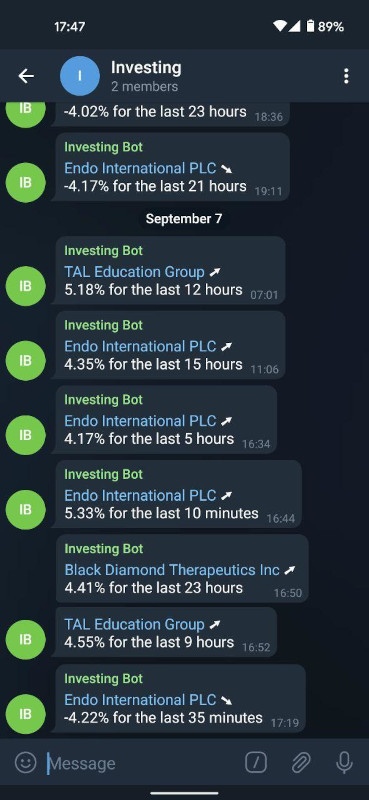 17:47
89%
I
Investing
2 members
IB
-4.02% for the last 23 hours 18:36
Investing Bot
Endo International PLC ➘
IB
-4.17% for the last 21 hours 19:11
September 7
Investing Bot
TAL Education Group ➚
IB
5.18% for the last 12 hours 07:01
Investing Bot
Endo International PLC ➚
IB
4.35% for the last 15 hours 11:06
Investing Bot
Endo International PLC ➚
IB
4.17% for the last 5 hours 16:34
Investing Bot
Endo International PLC ➚
IB
5.33% for the last 10 minutes 16:44
Investing Bot
Black Diamond Therapeutics Inc ➚
4.41% for the last 23 hours 16:50
TAL Education Group ➚
IB
4.55% for the last 9 hours 16:52
Investing Bot
Endo International PLC ➘
IB
-4.22% for the last 35 minutes 17:19
Message
/